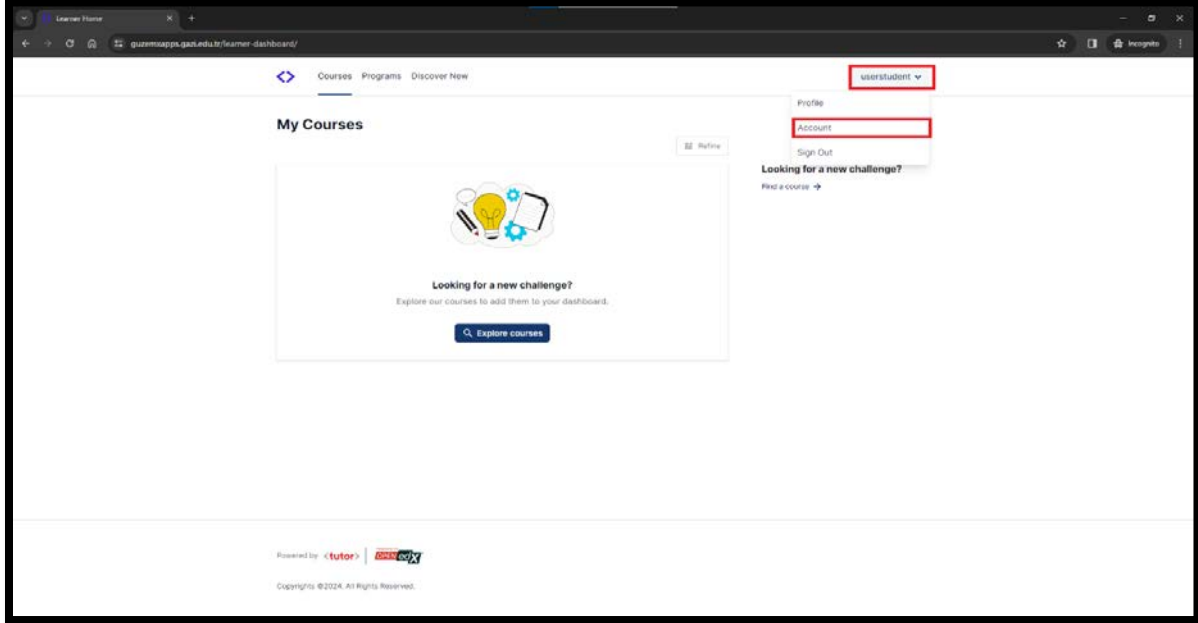 Learner Home
guzemxapps.gazi.edu.tr/learner-dashboard/
Incognito
Courses Programs Discover New
userstudent
Profile
Account
Sign Out
My Courses
Refine
Looking for a new challenge?
Find a course →
Looking for a new challenge?
Explore our courses to add them to your dashboard.
Explore courses
Powered by <tutor> OPEN edX
Copyrights ©2024. All Rights Reserved.